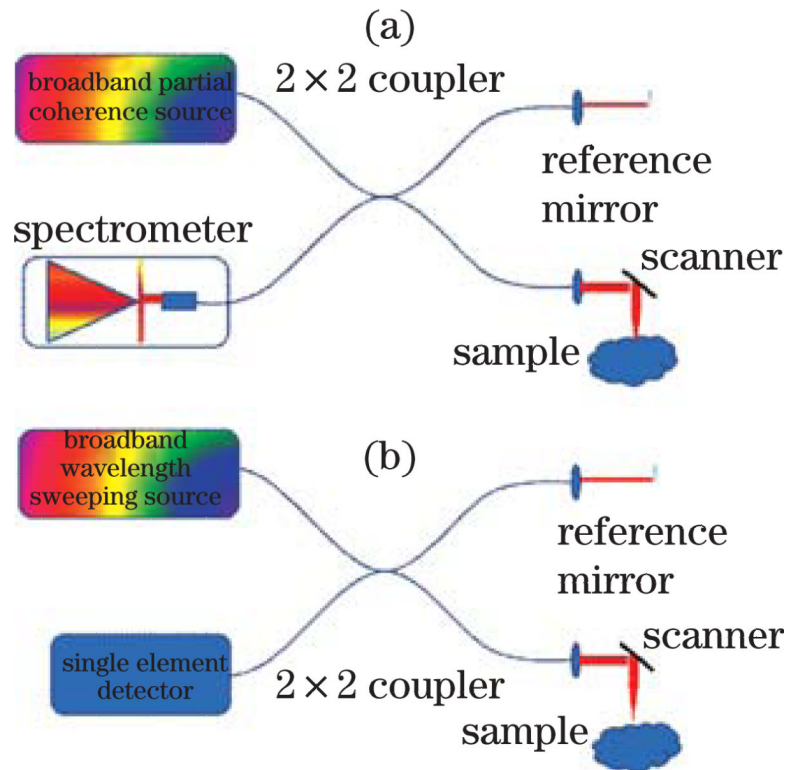 (a)
broadband partial
coherence source
2 × 2 coupler
reference
mirror
spectrometer
scanner
sample
(b)
broadband
wavelength
sweeping source
reference
mirror
scanner
single element
detector
2 × 2 coupler
sample